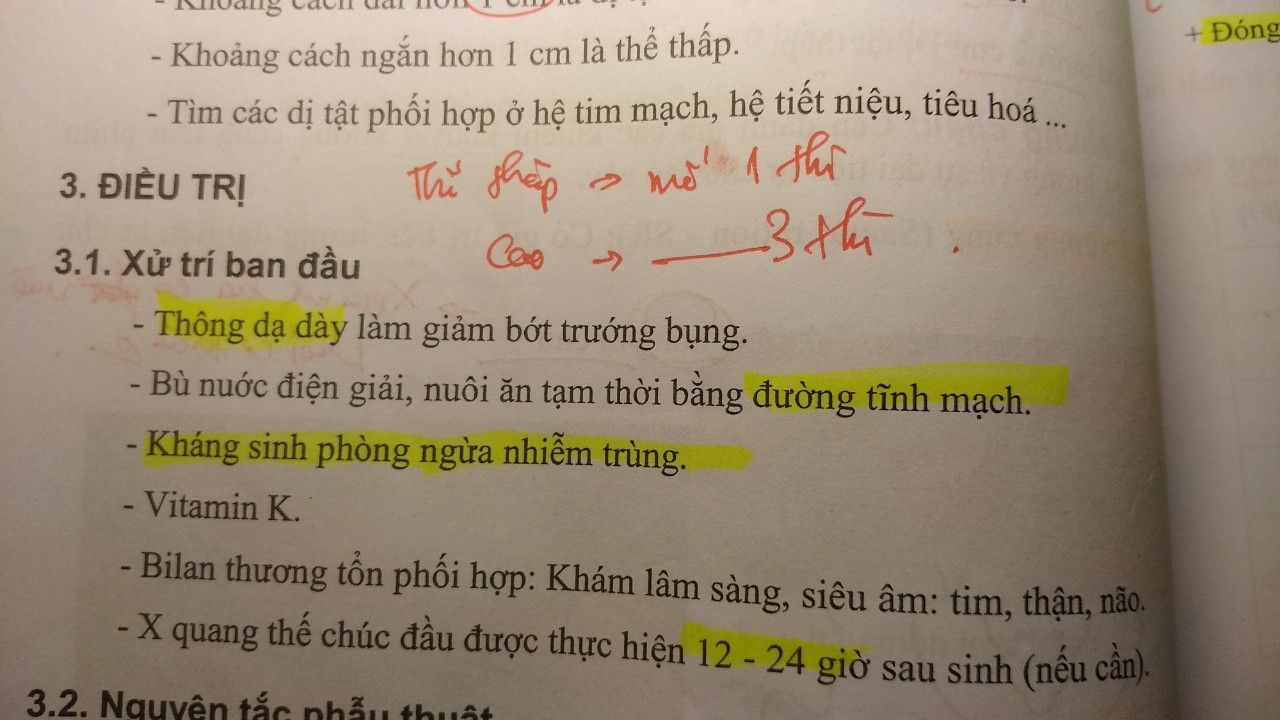 - Khoảng cách dài hơn 1 cm là
- Khoảng cách ngắn hơn 1 cm là thể thấp.
- Tìm các dị tật phối hợp ở hệ tim mạch, hệ tiết niệu, tiêu hoá ...
+ Đóng
3. ĐIỀU TRỊ
Thể thấp → mổ 1 thì
Cao → 3 thì.
3.1. Xử trí ban đầu
- Thông dạ dày làm giảm bớt trướng bụng.
- Bù nước điện giải, nuôi ăn tạm thời bằng đường tĩnh mạch.
- Kháng sinh phòng ngừa nhiễm trùng.
- Vitamin K.
- Bilan thương tổn phối hợp: Khám lâm sàng, siêu âm: tim, thận, não.
- X quang thế chúc đầu được thực hiện 12 - 24 giờ sau sinh (nếu cần).
3.2. Nguyên tắc phẫu thuật